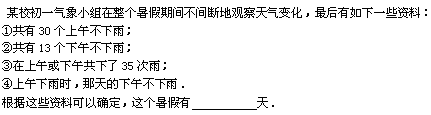 某校初一气象小组在整个暑假期间不间断地观察天气变化，最后有如下一些资料：
①共有 30 个上午不下雨；
②共有 13 个下午不下雨；
③在上午或下午共下了 35 次雨；
④上午下雨时，那天的下午不下雨．
根据这些资料可以确定，这个暑假有__________天．